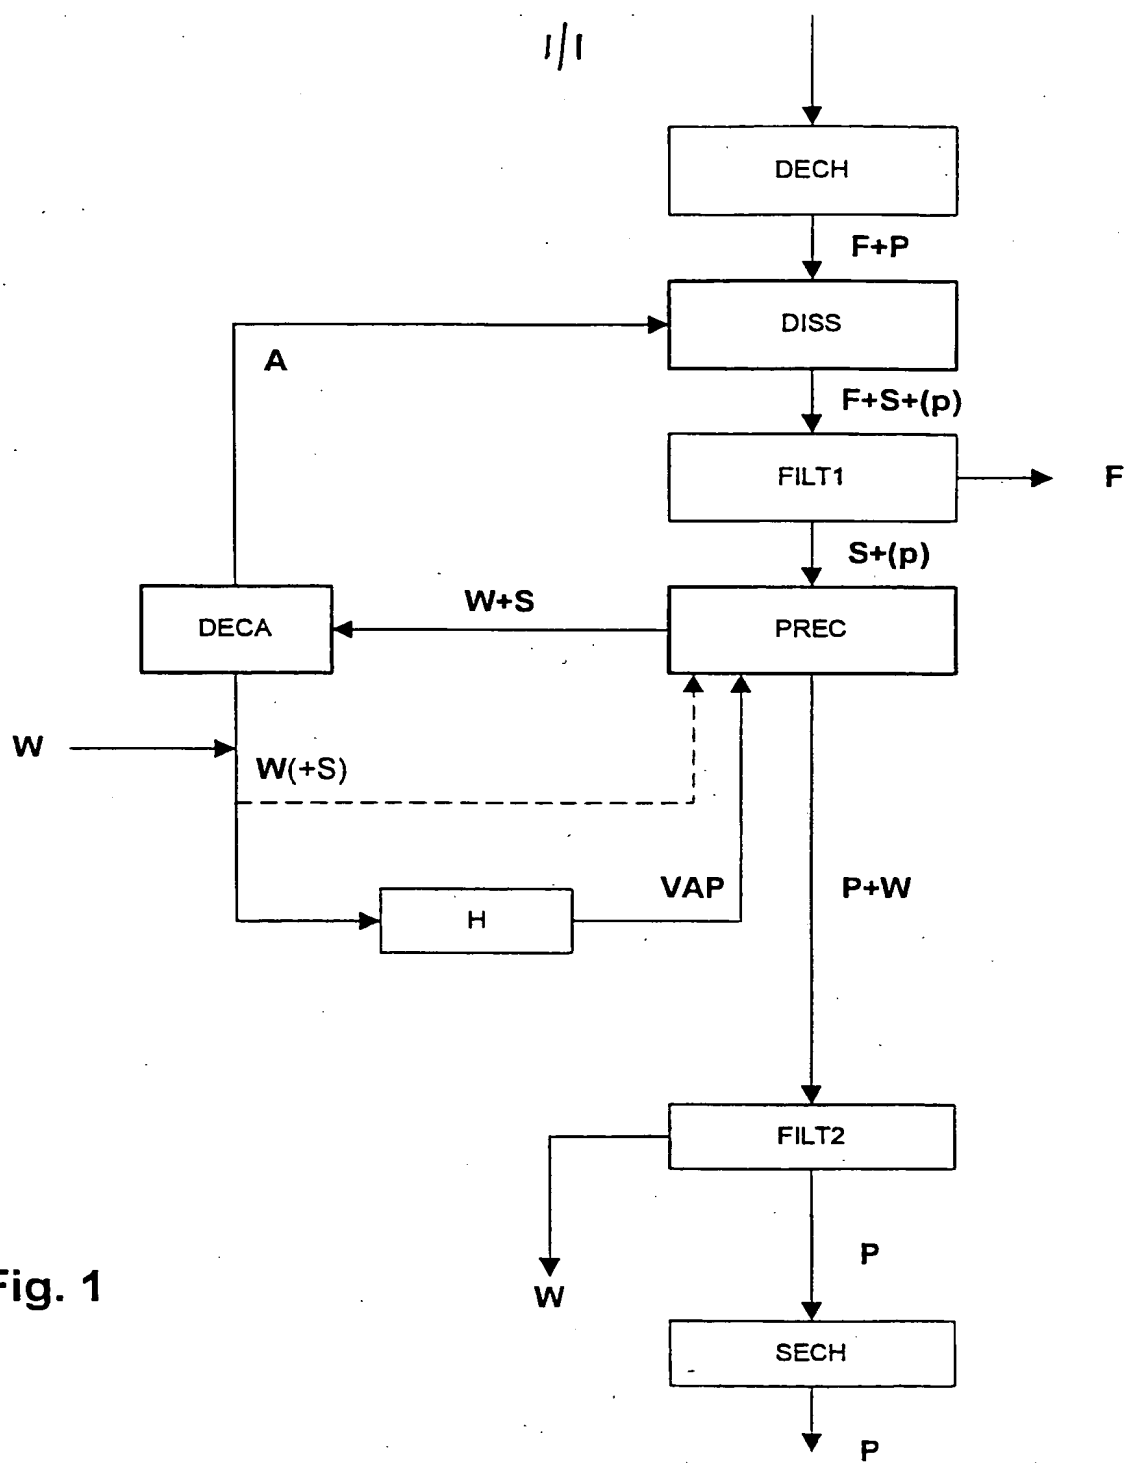 1/1
DECH
F+P
DISS
A
F+S+(p)
FILT1
F
S+(p)
W+S
DECA
PREC
W
W(+S)
VAP
P+W
H
FILT2
P
W
Fig. 1
SECH
P